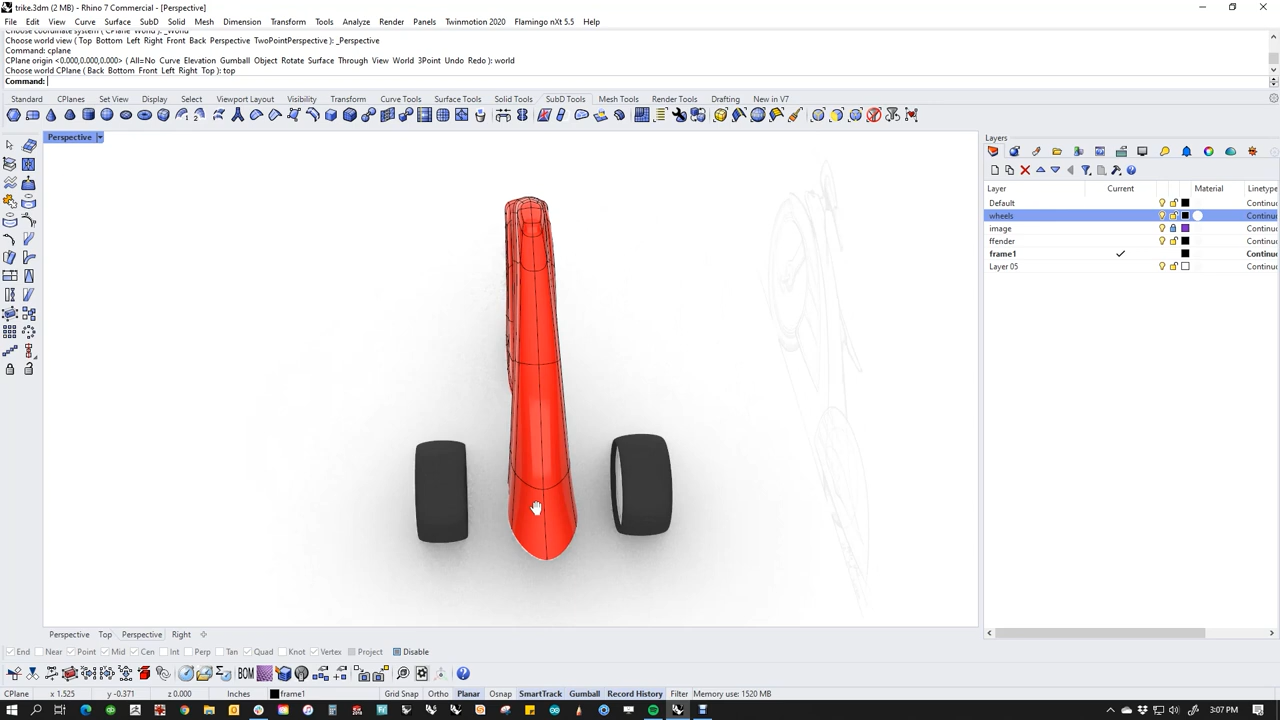 trike.3dm (2 MB) - Rhino 7 Commercial - [Perspective]
File Edit View Curve Surface SubD Solid Mesh Dimension Transform Tools Analyze Render Panels Twinmotion 2020 Flamingo nXt 5.5 Help
Choose world view ( Top Bottom Left Right Front Back Perspective TwoPointPerspective ): _Perspective
Command: cplane
CPlane origin <0.000,0.000,0.000> ( All=No Curve Elevation Gumball Object Rotate Surface Through View World 3Point Undo Redo ): world
Choose world CPlane ( Back Bottom Front Left Right Top ): top
Command:
Standard CPlanes Set View Display Select Viewport Layout Visibility Transform Curve Tools Surface Tools Solid Tools SubD Tools Mesh Tools Render Tools Drafting New in V7
Perspective
Layers
Layer Current Material Linetype
Default Continuc
wheels Continuc
image Continuc
ffender Continuc
frame1 Continuc
Layer 05 Continuc
Perspective Top Perspective Right
End Near Point Mid Cen Int Perp Tan Quad Knot Vertex Project Disable
BOM
CPlane x 1.525 y -0.371 z 0.000 Inches frame1 Grid Snap Ortho Planar Osnap SmartTrack Gumball Record History Filter Memory use: 1520 MB
3:07 PM